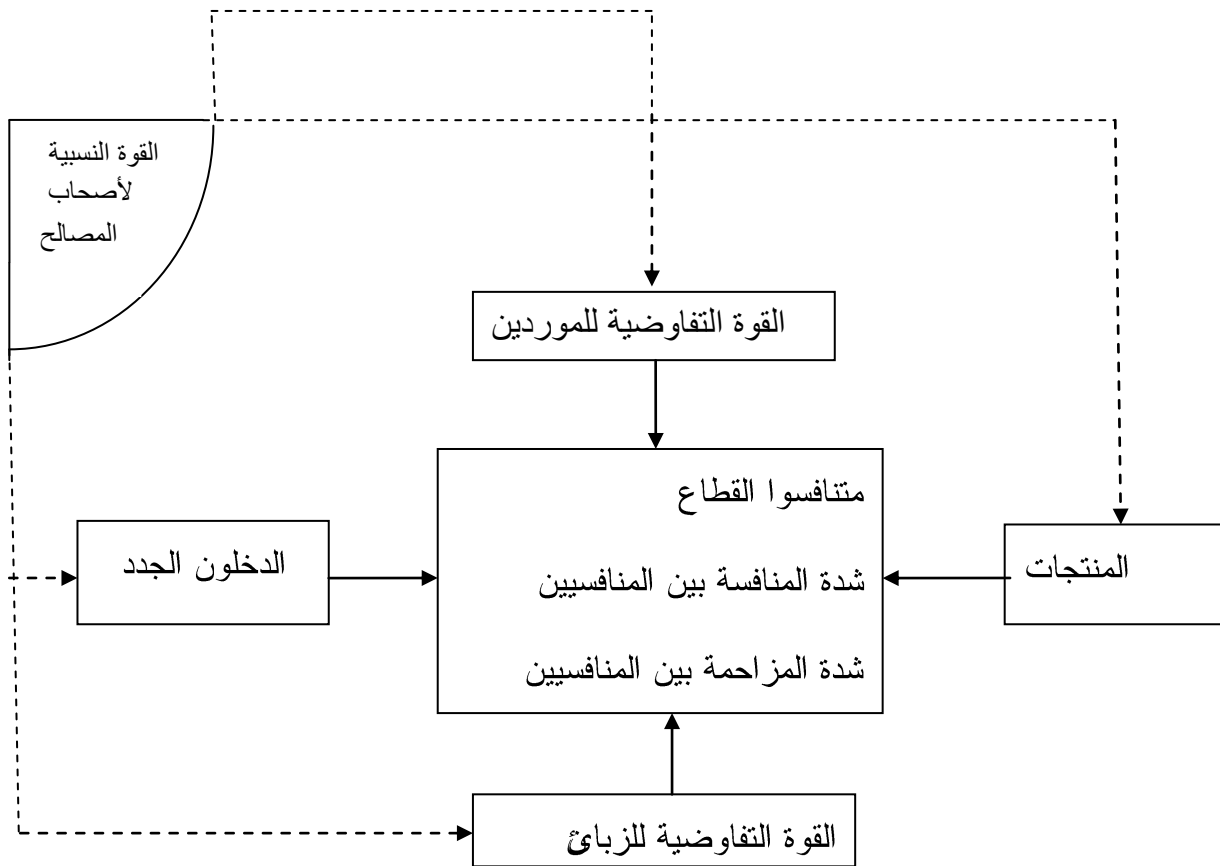 القوة النسبية
لأصحاب
المصالح
القوة التفاوضية للموردين
متنافسوا القطاع
شدة المنافسة بين المنافسيين
شدة المزاحمة بين المنافسيين
الدخلون الجدد
المنتجات
القوة التفاوضية للزبائ